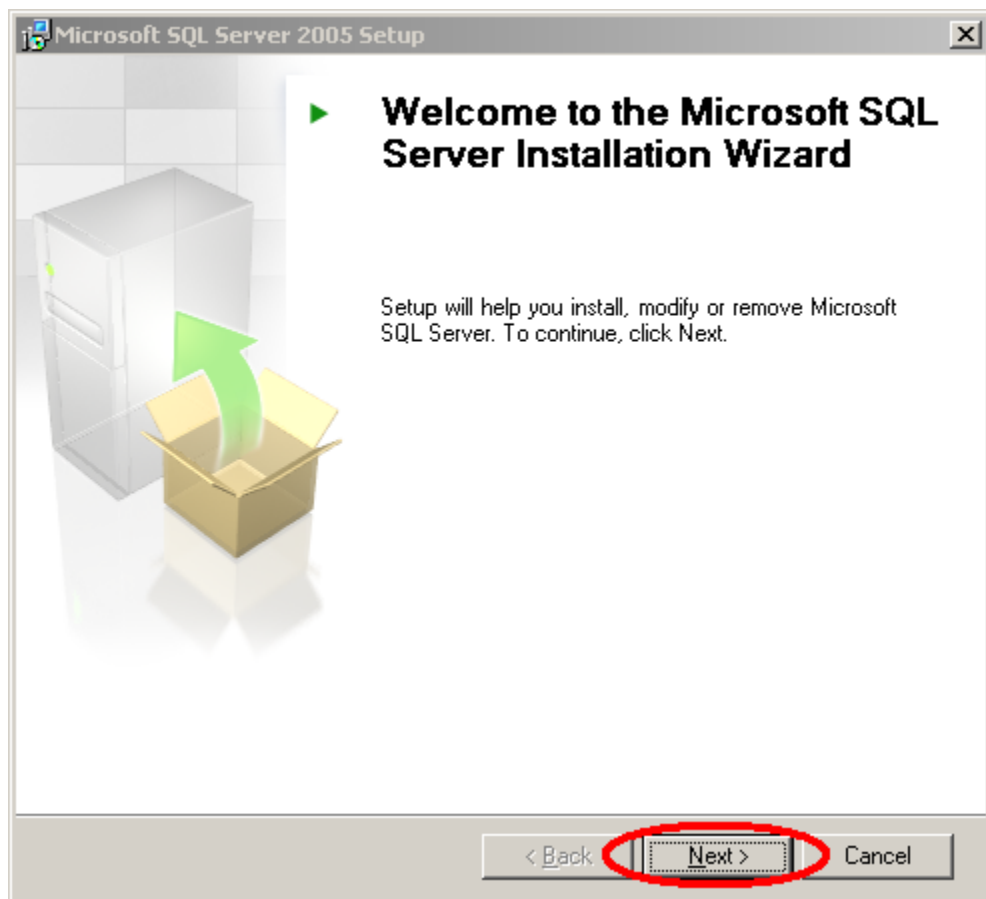 Microsoft SQL Server 2005 Setup
Welcome to the Microsoft SQL
Server Installation Wizard
Setup will help you install, modify or remove Microsoft
SQL Server. To continue, click Next.
< Back
Next >
Cancel